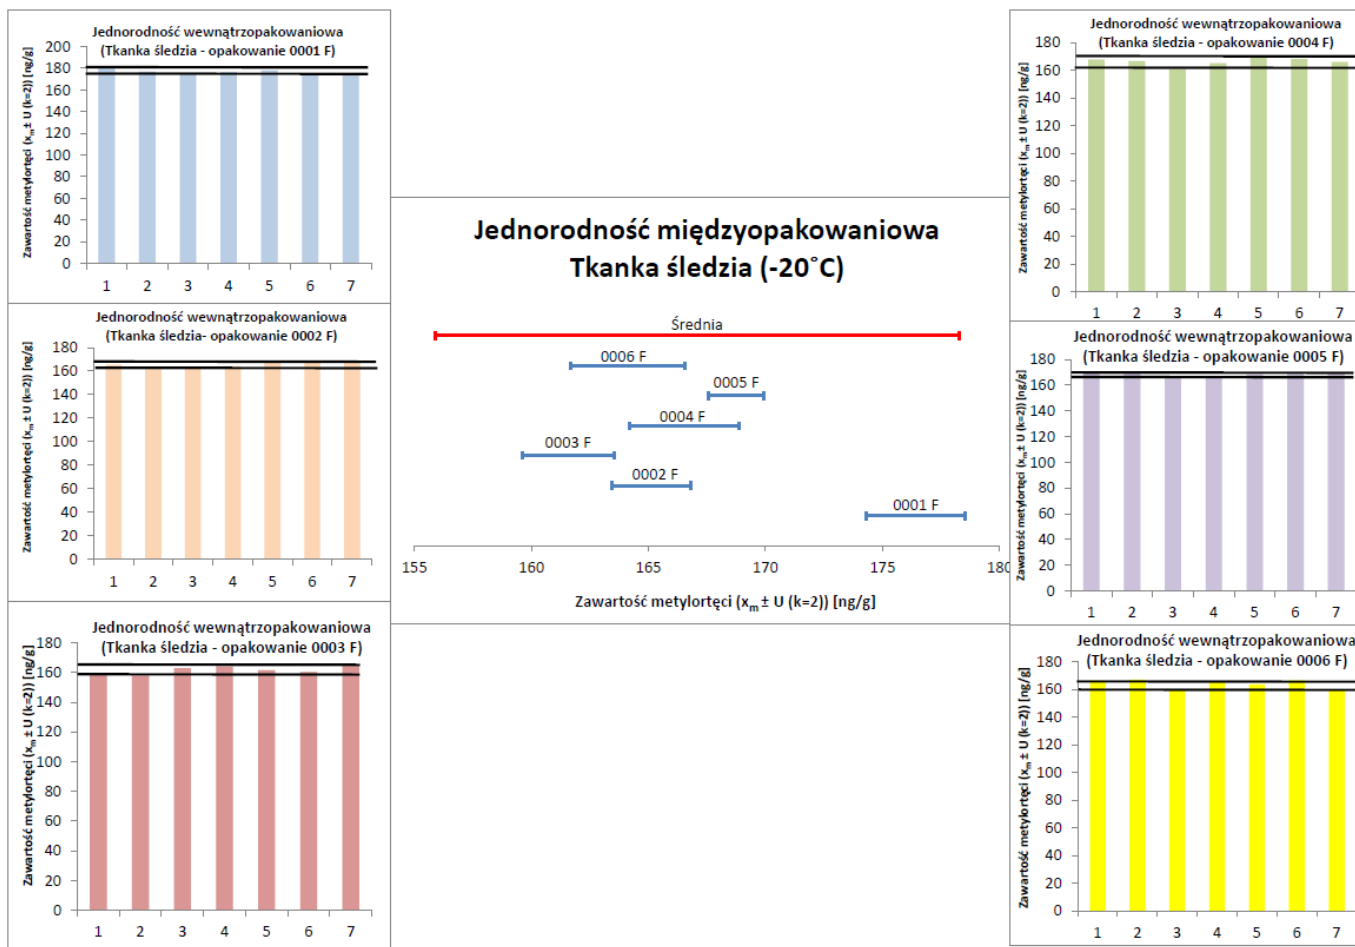 Jednorodność wewnątrzopakowaniowa
(Tkanka śledzia - opakowanie 0001 F)
Zawartość metylortęci (xm ± U (k=2)) [ng/g]
200
180
160
140
120
100
80
60
40
20
0
1 2 3 4 5 6 7
Jednorodność wewnątrzopakowaniowa
(Tkanka śledzia- opakowanie 0002 F)
Zawartość metylortęci (xm ± U (k=2)) [ng/g]
180
160
140
120
100
80
60
40
20
0
1 2 3 4 5 6 7
Jednorodność wewnątrzopakowaniowa
(Tkanka śledzia - opakowanie 0003 F)
Zawartość metylortęci (xm ± U (k=2)) [ng/g]
180
160
140
120
100
80
60
40
20
0
1 2 3 4 5 6 7
Jednorodność międzyopakowaniowa
Tkanka śledzia (-20˚C)
Średnia
0006 F
0005 F
0004 F
0003 F
0002 F
0001 F
155 160 165 170 175 180
Zawartość metylortęci (xm ± U (k=2)) [ng/g]
Jednorodność wewnątrzopakowaniowa
(Tkanka śledzia - opakowanie 0004 F)
Zawartość metylortęci (xm ± U (k=2)) [ng/g]
180
160
140
120
100
80
60
40
20
0
1 2 3 4 5 6 7
Jednorodność wewnątrzopakowaniowa
(Tkanka śledzia - opakowanie 0005 F)
Zawartość metylortęci (xm ± U (k=2)) [ng/g]
180
160
140
120
100
80
60
40
20
0
1 2 3 4 5 6 7
Jednorodność wewnątrzopakowaniowa
(Tkanka śledzia - opakowanie 0006 F)
Zawartość metylortęci (xm ± U (k=2)) [ng/g]
180
160
140
120
100
80
60
40
20
0
1 2 3 4 5 6 7